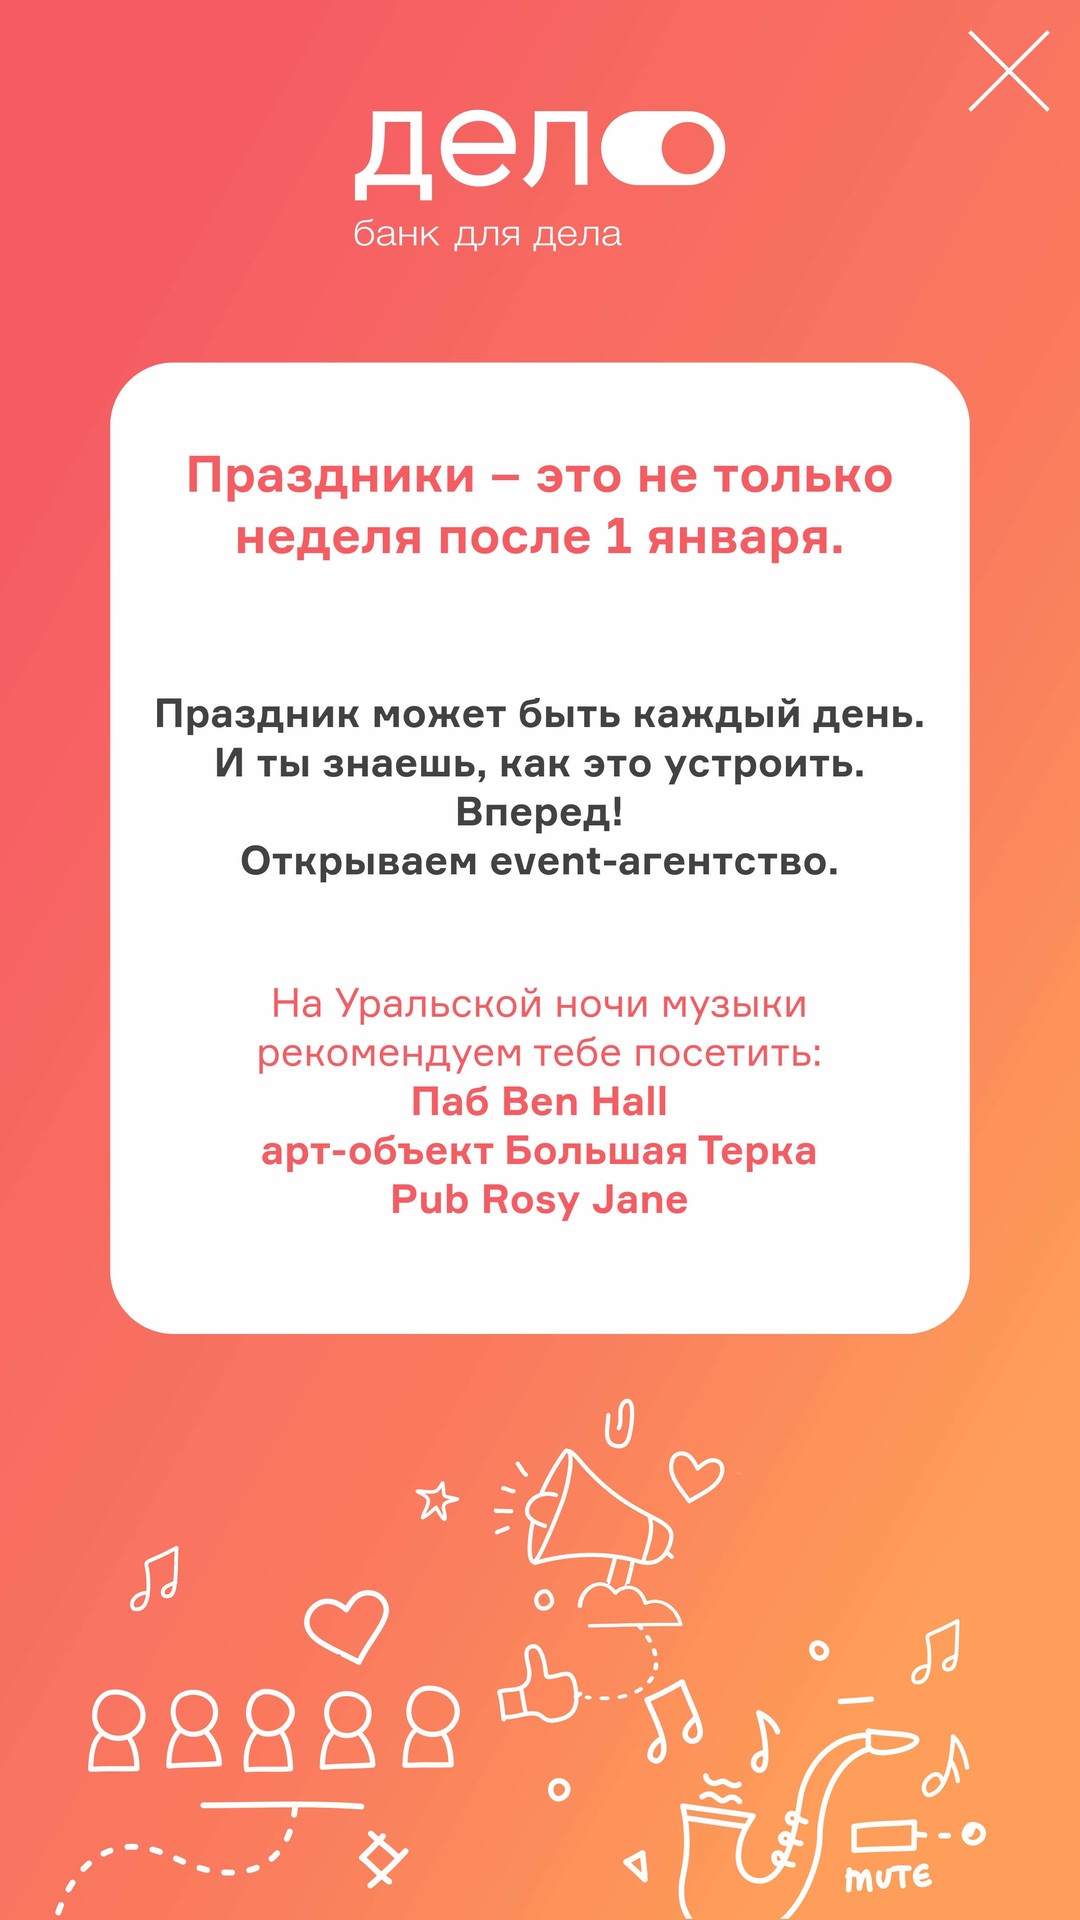 дело
банк для дела
Праздники – это не только
неделя после 1 января.
Праздник может быть каждый день.
И ты знаешь, как это устроить.
Вперед!
Открываем event-агентство.
На Уральской ночи музыки
рекомендуем тебе посетить:
Паб Ben Hall
арт-объект Большая Терка
Pub Rosy Jane
MUTE